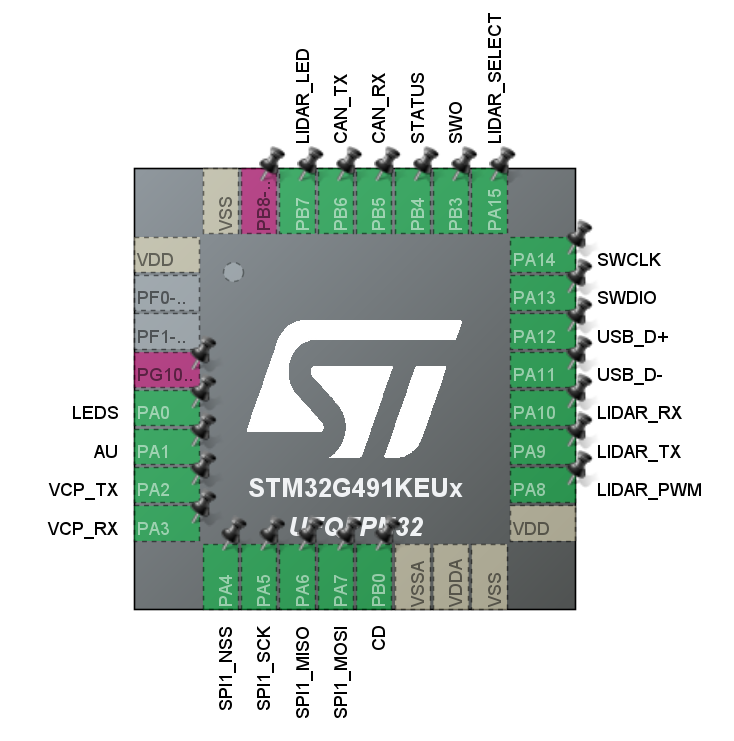 LIDAR_LED
CAN_TX
CAN_RX
STATUS
SWO
LIDAR_SELECT
VSS
PB8-..
PB7
PB6
PB5
PB4
PB3
PA15
VDD
PF0-..
PF1-..
PG10..
LEDS PA0
AU PA1
VCP_TX PA2
VCP_RX PA3
PA14 SWCLK
PA13 SWDIO
PA12 USB_D+
PA11 USB_D-
PA10 LIDAR_RX
PA9 LIDAR_TX
PA8 LIDAR_PWM
VDD
ST
STM32G491KEUx
UFQFPN32
PA4
PA5
PA6
PA7
PB0
VSSA
VDDA
VSS
SPI1_NSS
SPI1_SCK
SPI1_MISO
SPI1_MOSI
CD